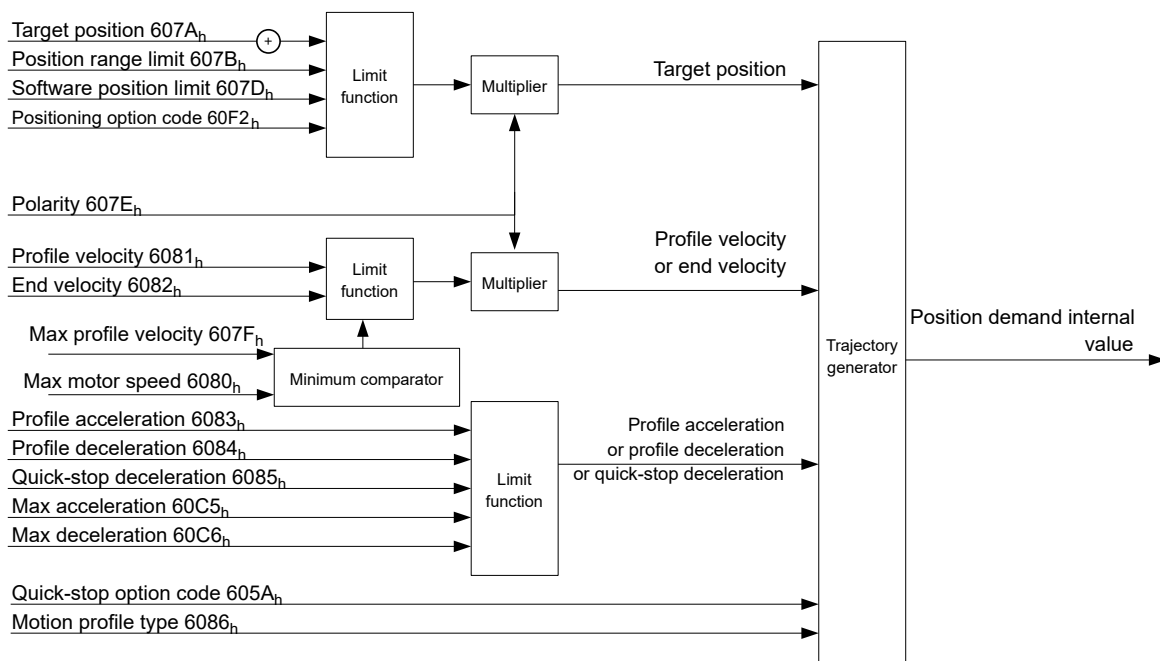 Target position 607Ah
+
Position range limit 607Bh
Software position limit 607Dh
Positioning option code 60F2h
Limit
function
Multiplier
Target position
Polarity 607Eh
Profile velocity 6081h
End velocity 6082h
Limit
function
Multiplier
Profile velocity
or end velocity
Max profile velocity 607Fh
Max motor speed 6080h
Minimum comparator
Trajectory
generator
Position demand internal
value
Profile acceleration 6083h
Profile deceleration 6084h
Quick-stop deceleration 6085h
Max acceleration 60C5h
Max deceleration 60C6h
Limit
function
Profile acceleration
or profile deceleration
or quick-stop deceleration
Quick-stop option code 605Ah
Motion profile type 6086h